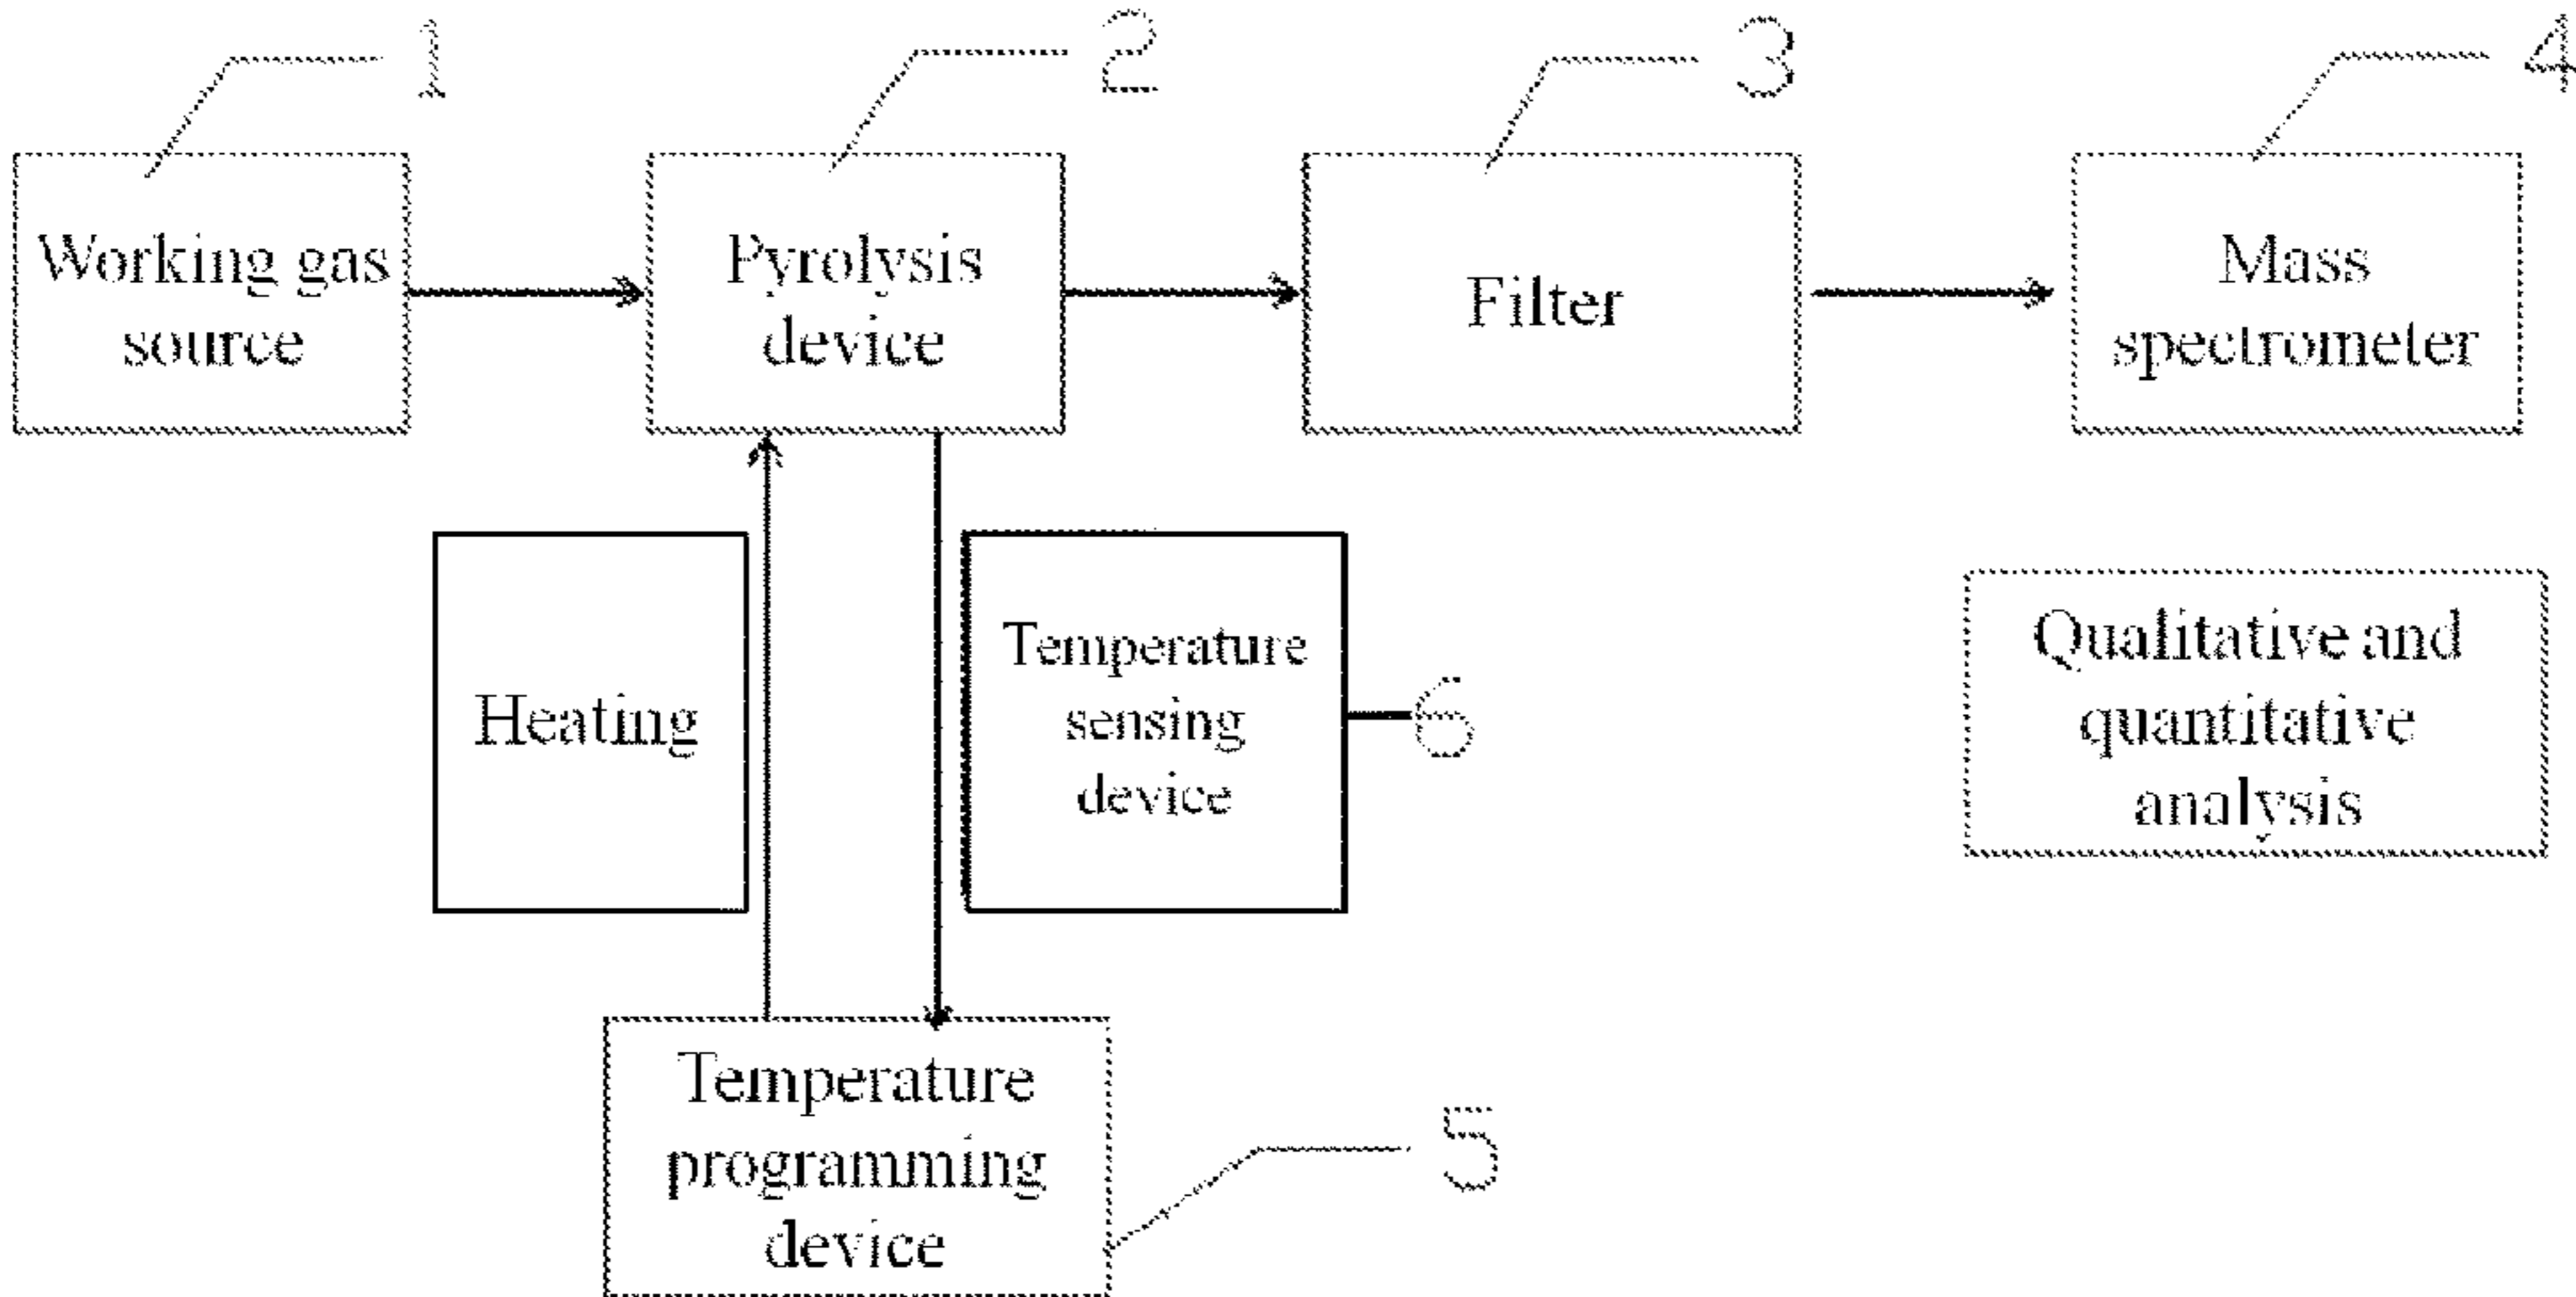 1
2
3
4
Working gas
source
Pyrolysis
device
Filter
Mass
spectrometer
Heating
Temperature
sensing
device
6
Qualitative and
quantitative
analysis
Temperature
programming
device
5